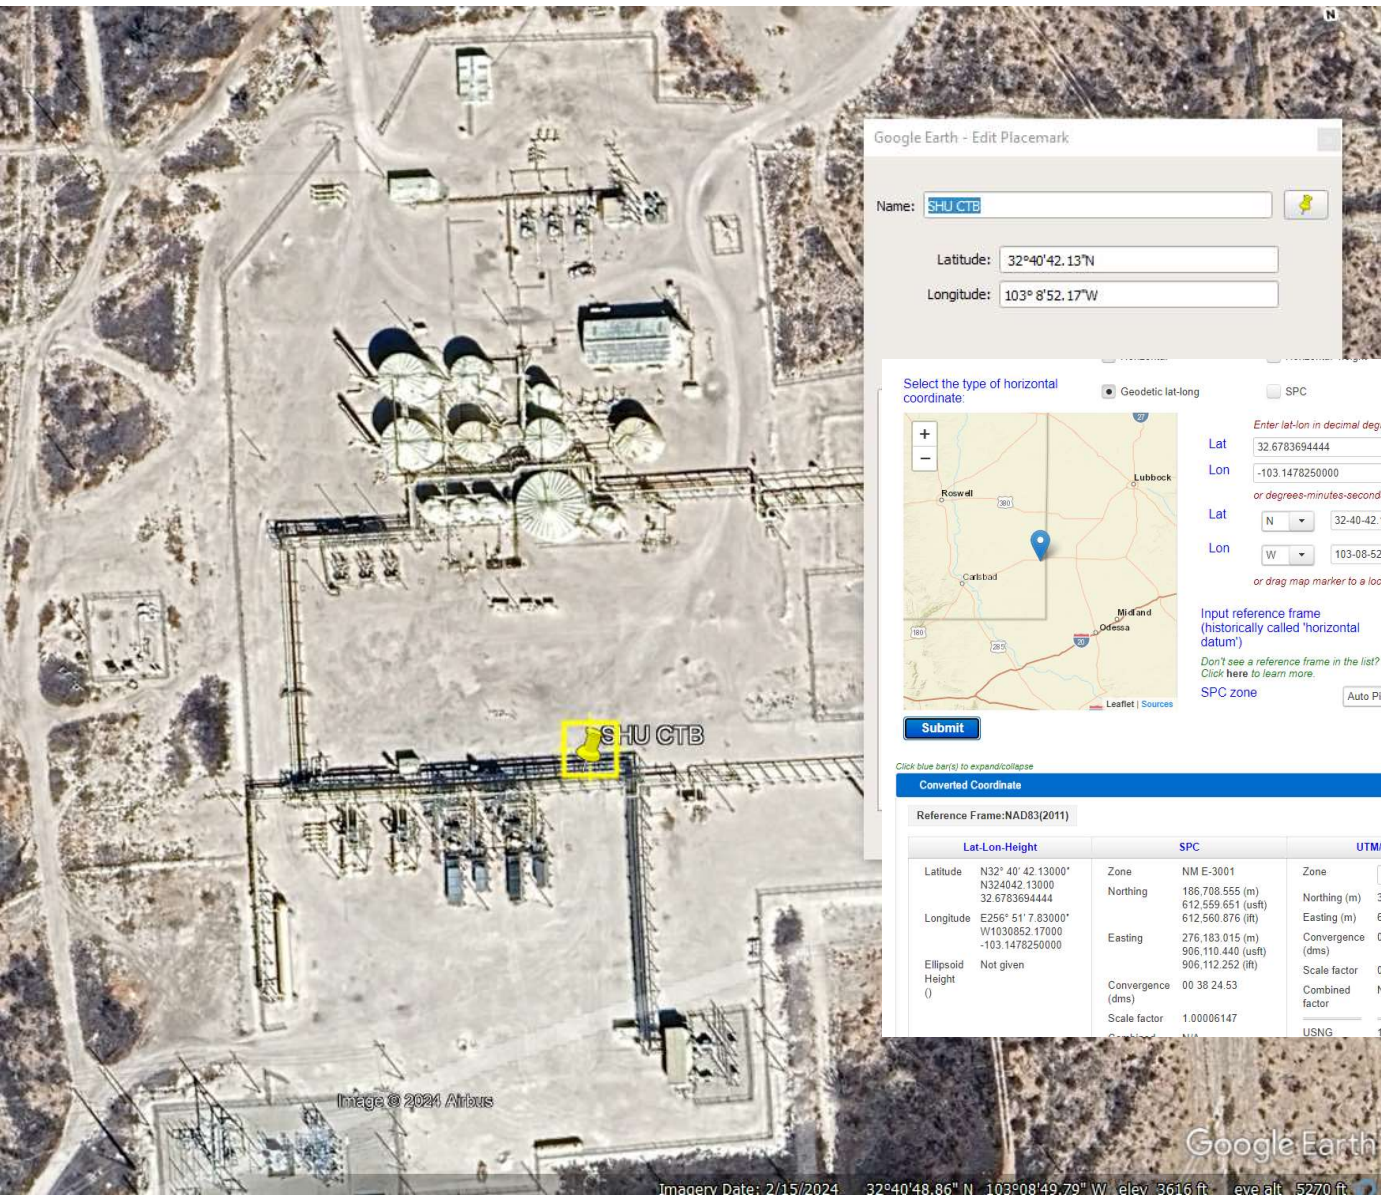 N
Google Earth - Edit Placemark
Name: SHU CTB
Latitude: 32°40'42.13"N
Longitude: 103° 8'52.17"W
Select the type of horizontal
coordinate:
Geodetic lat-long
SPC
Enter lat-lon in decimal deg
Lat 32.6783694444
Lon -103.1478250000
or degrees-minutes-second
Lat N 32-40-42.
Lon W 103-08-52
or drag map marker to a loc
+
−
27
Lubbock
Roswell
380
Carlsbad
Midland
Odessa
180
20
285
Leaflet | Sources
Input reference frame
(historically called 'horizontal
datum')
Don't see a reference frame in the list?
Click here to learn more.
SPC zone Auto Pi
Submit
Click blue bar(s) to expand/collapse
Converted Coordinate
Reference Frame:NAD83(2011)
Lat-Lon-Height
Latitude N32° 40' 42.13000"
N324042.13000
32.6783694444
Longitude E256° 51' 7.83000"
W1030852.17000
-103.1478250000
Ellipsoid Not given
Height
()
SPC
Zone NM E-3001
Northing 186,708.555 (m)
612,559.651 (usft)
612,560.876 (ift)
Easting 276,183.015 (m)
906,110.440 (usft)
906,112.252 (ift)
Convergence 00 38 24.53
(dms)
Scale factor 1.00006147
UTM
Zone
Northing (m) 3
Easting (m) 6
Convergence 0
(dms)
Scale factor 0
Combined N
factor
USNG 1
SHU CTB
Image © 2024 Airbus
Google Earth
Imagery Date: 2/15/2024 32°40'48.86" N 103°08'49.79" W elev 3616 ft eye alt 5270 ft